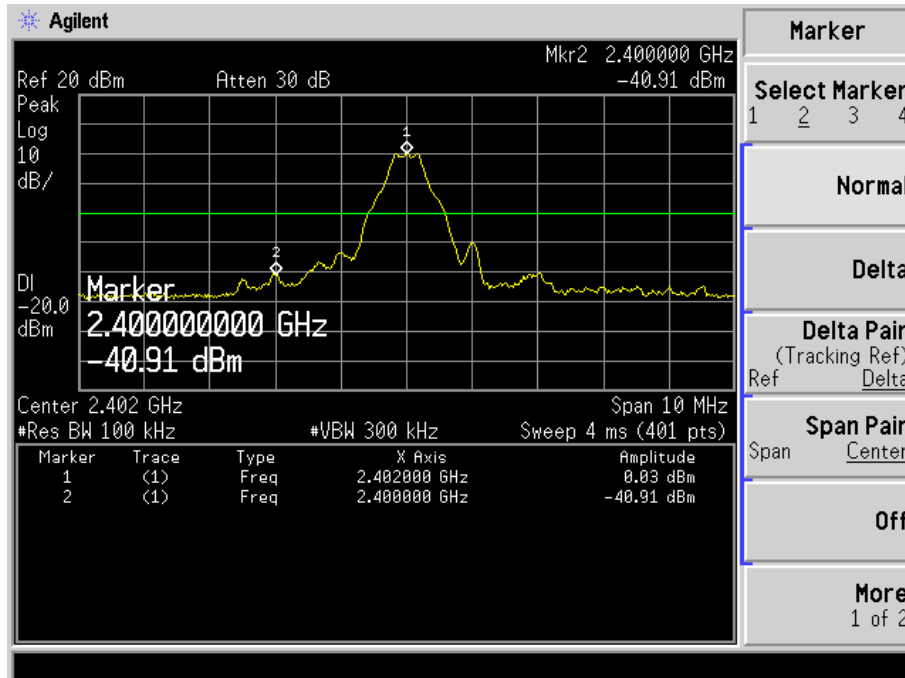 Agilent
Mkr2 2.400000 GHz
Ref 20 dBm Atten 30 dB -40.91 dBm
Peak
Log
10
dB/
1
2
DI
-20.0
dBm
Marker
2.400000000 GHz
-40.91 dBm
Center 2.402 GHz Span 10 MHz
#Res BW 100 kHz #VBW 300 kHz Sweep 4 ms (401 pts)
Marker Trace Type X Axis Amplitude
1 (1) Freq 2.402000 GHz 0.03 dBm
2 (1) Freq 2.400000 GHz -40.91 dBm
Marker
Select Marker
1 2 3 4
Normal
Delta
Delta Pair
(Tracking Ref)
Ref Delta
Span Pair
Span Center
Off
More
1 of 2